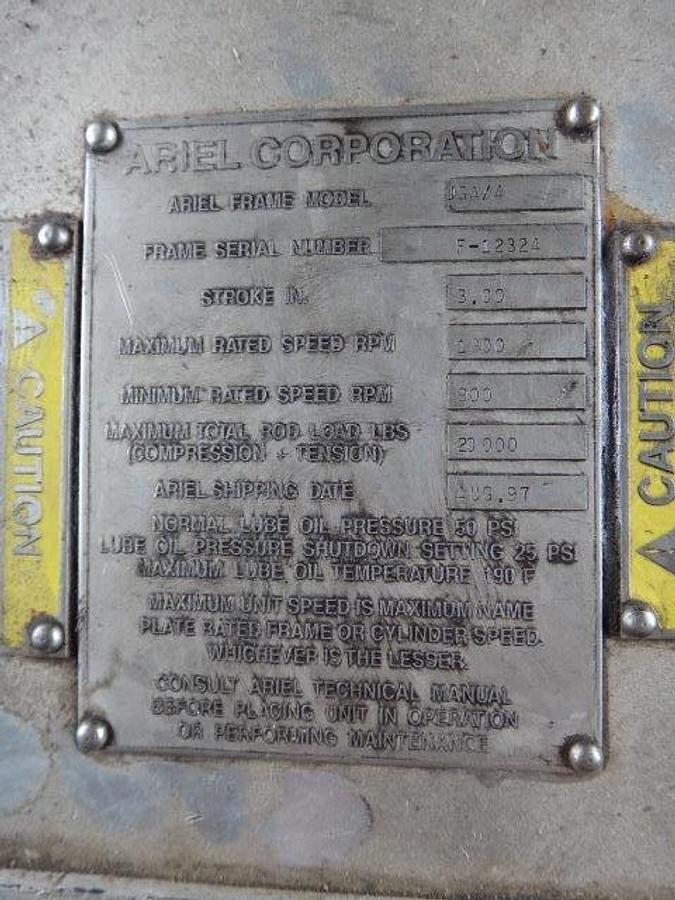 ARIEL CORPORATION
ARIEL FRAME MODEL JGA/4
FRAME SERIAL NUMBER F-12324
STROKE IN. 3.00
MAXIMUM RATED SPEED RPM
MINIMUM RATED SPEED RPM 900
MAXIMUM TOTAL ROD LOAD LBS
(COMPRESSION + TENSION) 20 000
ARIEL SHIPPING DATE AUG.97
NORMAL LUBE OIL PRESSURE 50 PSI
LUBE OIL PRESSURE SHUTDOWN SETTING 25 PSI
MAXIMUM LUBE OIL TEMPERATURE 190 F
MAXIMUM UNIT SPEED IS MAXIMUM NAME
PLATE RATED FRAME OR CYLINDER SPEED.
WHICHEVER IS THE LESSER.
CONSULT ARIEL TECHNICAL MANUAL
BEFORE PLACING UNIT IN OPERATION
OR PERFORMING MAINTENANCE
CAUTION
CAUTION